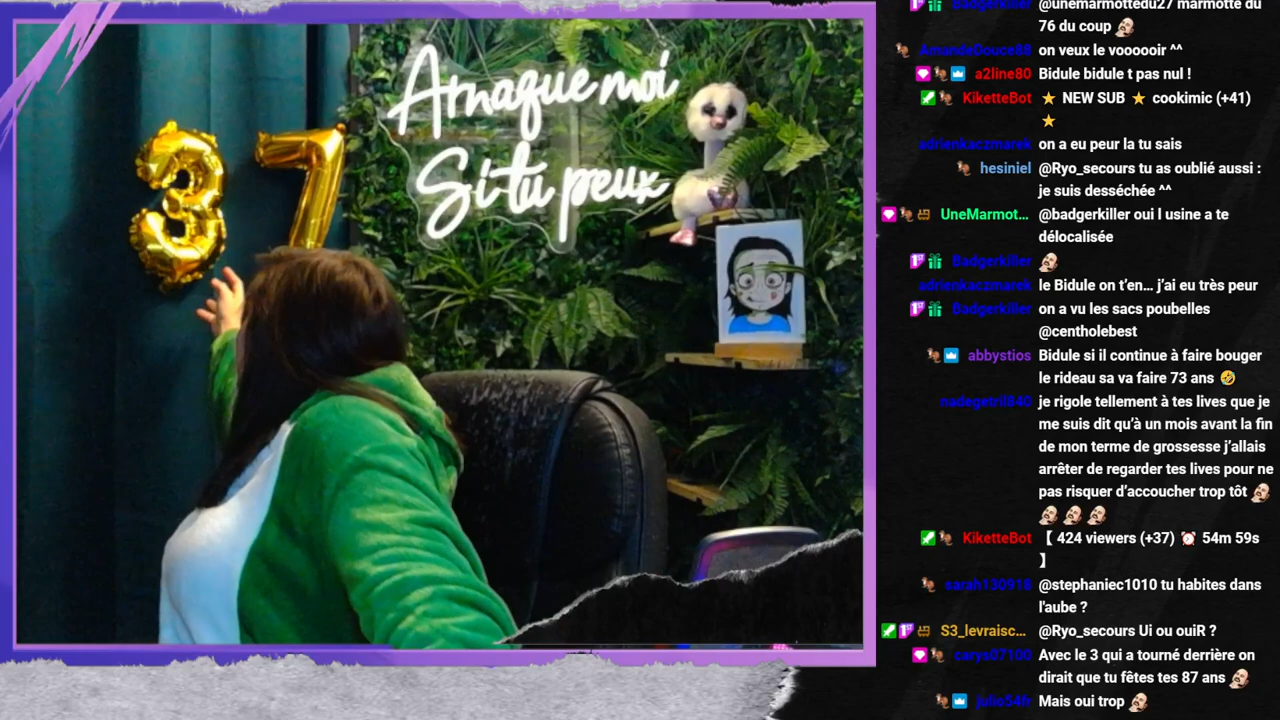 Arnaque moi
Si tu peux
37
Badgerkiller @unemarmottedu27 marmotte du
76 du coup
AmandeDouce88 on veux le voooooir ^^
a2line80 Bidule bidule t pas nul !
KiketteBot ★ NEW SUB ★ cookimic (+41)
★
adrienkaczmarek on a eu peur la tu sais
hesiniel @Ryo_secours tu as oublié aussi :
je suis desséchée ^^
UneMarmot... @badgerkiller oui l usine a te
délocalisée
Badgerkiller
adrienkaczmarek le Bidule on t'en... j'ai eu très peur
Badgerkiller on a vu les sacs poubelles
@centholebest
abbystios Bidule si il continue à faire bouger
le rideau sa va faire 73 ans 🤣
nadegetril840 je rigole tellement à tes lives que je
me suis dit qu'à un mois avant la fin
de mon terme de grossesse j'allais
arrêter de regarder tes lives pour ne
pas risquer d'accoucher trop tôt
KiketteBot 【 424 viewers (+37) ⏰ 54m 59s
】
sarah130918 @stephaniec1010 tu habites dans
l'aube ?
S3_levraisc... @Ryo_secours Ui ou ouiR ?
carys07100 Avec le 3 qui a tourné derrière on
dirait que tu fêtes tes 87 ans
julio54fr Mais oui trop